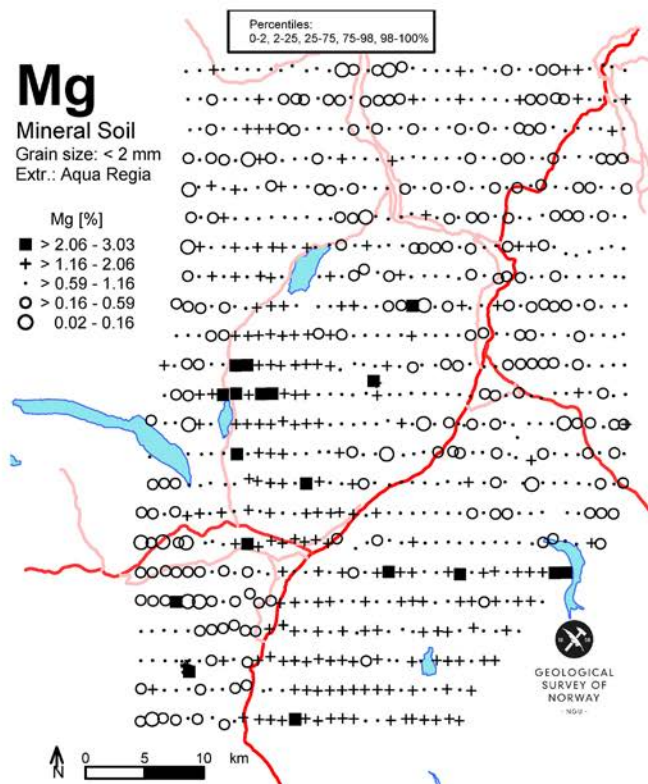 Percentiles:
0-2, 2-25, 25-75, 75-98, 98-100%
Mg
Mineral Soil
Grain size: < 2 mm
Extr.: Aqua Regia
Mg [%]
> 2.06 - 3.03
> 1.16 - 2.06
> 0.59 - 1.16
> 0.16 - 0.59
0.02 - 0.16
GEOLOGICAL
SURVEY OF
NORWAY
- NGU -
N
0 5 10 km